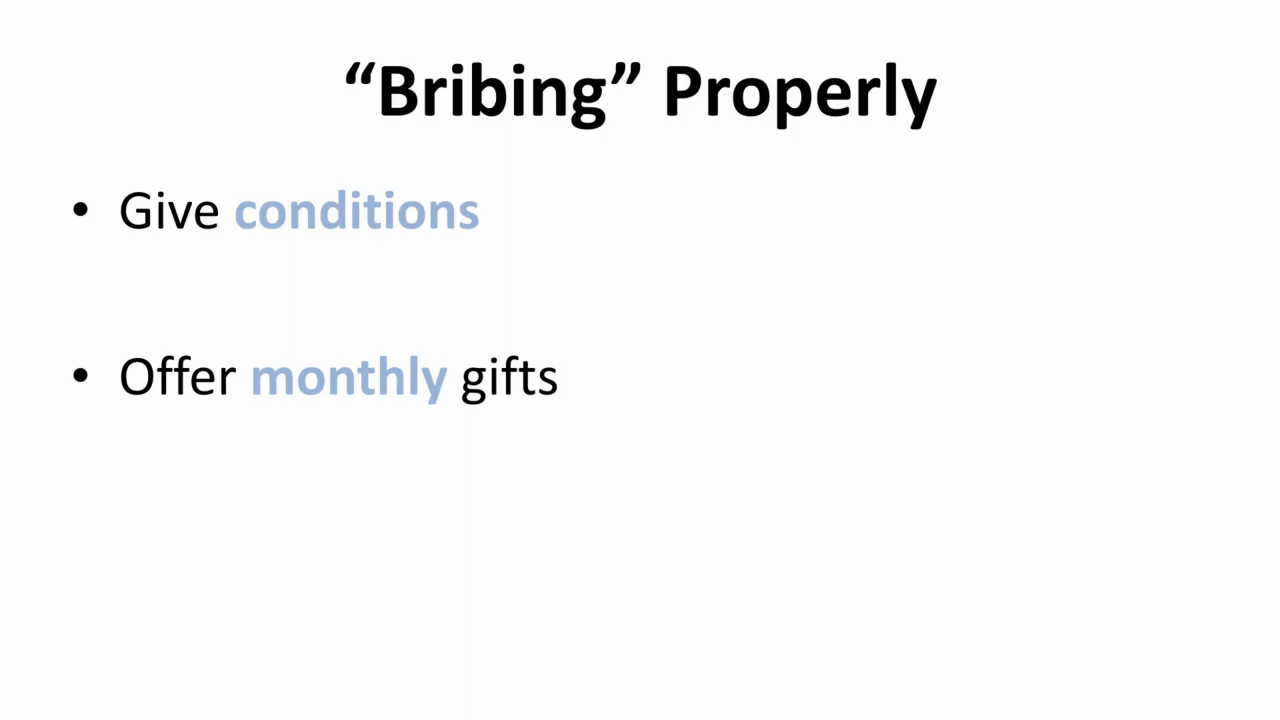 “Bribing” Properly
• Give conditions
• Offer monthly gifts